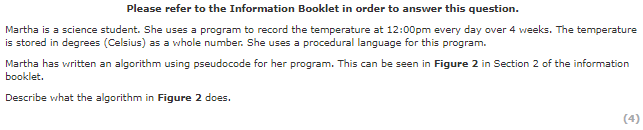 Please refer to the Information Booklet in order to answer this question.
Martha is a science student. She uses a program to record the temperature at 12:00pm every day over 4 weeks. The temperature
is stored in degrees (Celsius) as a whole number. She uses a procedural language for this program.
Martha has written an algorithm using pseudocode for her program. This can be seen in Figure 2 in Section 2 of the information
booklet.
Describe what the algorithm in Figure 2 does.
(4)